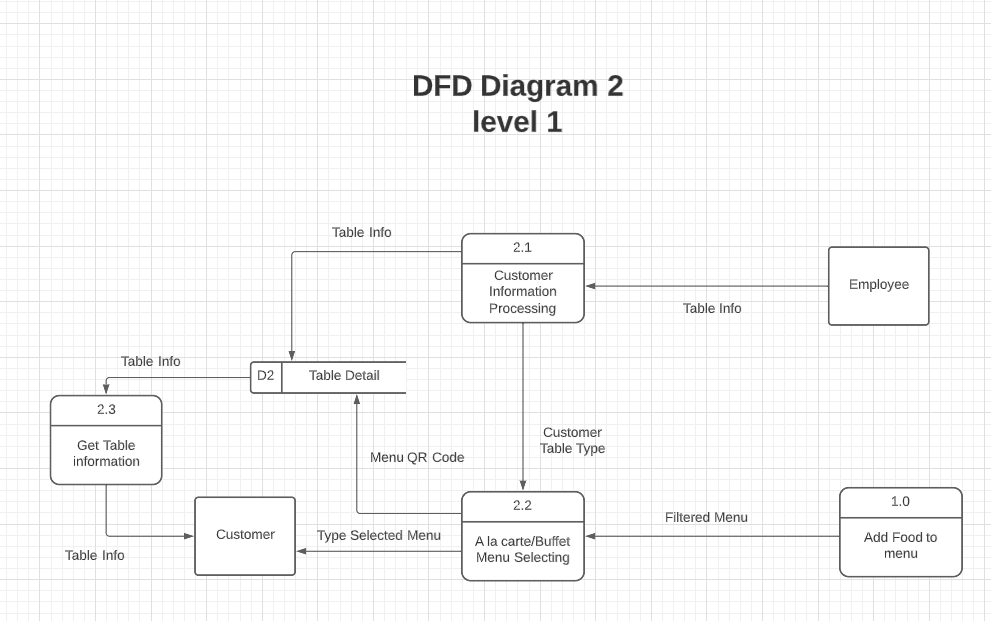 DFD Diagram 2
level 1
Table Info
2.1
Customer
Information
Processing
Employee
Table Info
Table Info
D2
Table Detail
2.3
Get Table
information
Customer
Table Type
Menu QR Code
2.2
1.0
Filtered Menu
Customer
Type Selected Menu
A la carte/Buffet
Menu Selecting
Add Food to
menu
Table Info